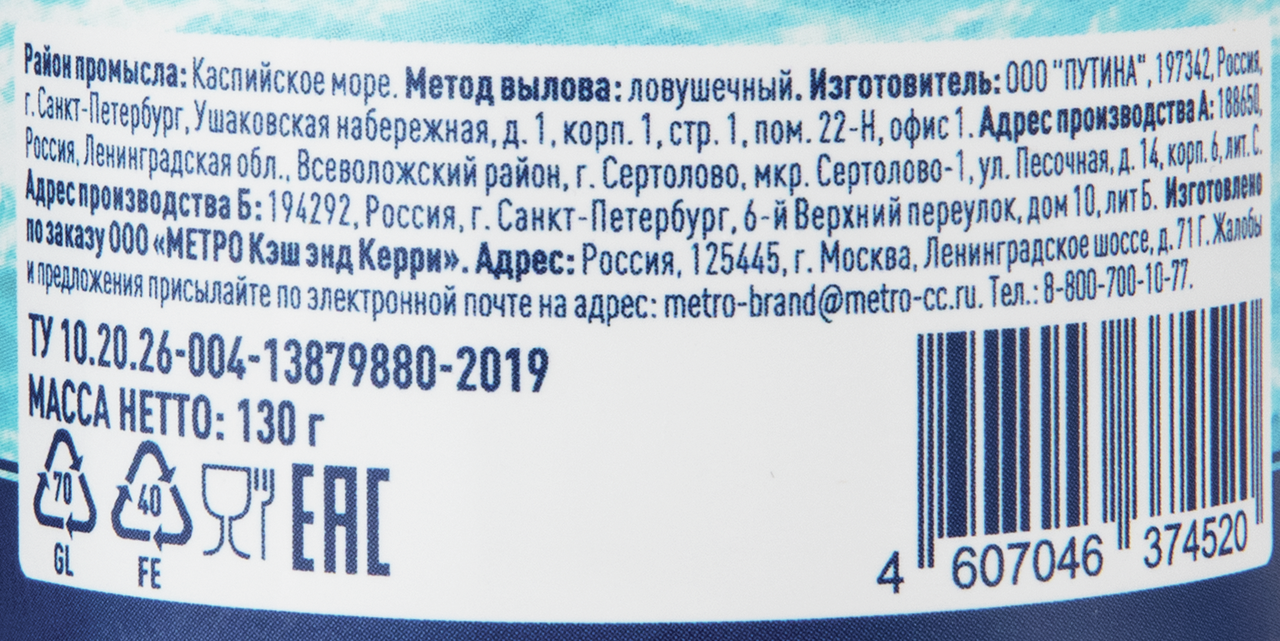 Район промысла: Каспийское море. Метод вылова: ловушечный. Изготовитель: ООО "ПУТИНА", 197342, Россия,
г. Санкт-Петербург, Ушаковская набережная, д. 1, корп. 1, стр. 1, пом. 22-Н, офис 1. Адрес производства А: 188650,
Россия, Ленинградская обл., Всеволожский район, г. Сертолово, мкр. Сертолово-1, ул. Песочная, д. 14, корп. 6, лит. С.
Адрес производства Б: 194292, Россия, г. Санкт-Петербург, 6-й Верхний переулок, дом 10, лит Б. Изготовлено
по заказу ООО «МЕТРО Кэш энд Керри». Адрес: Россия, 125445, г. Москва, Ленинградское шоссе, д. 71 Г. Жалобы
и предложения присылайте по электронной почте на адрес: metro-brand@metro-cc.ru. Тел.: 8-800-700-10-77.
ТУ 10.20.26-004-13879880-2019
МАССА НЕТТО: 130 г
70 40 EAC
GL FE
4 607046 374520